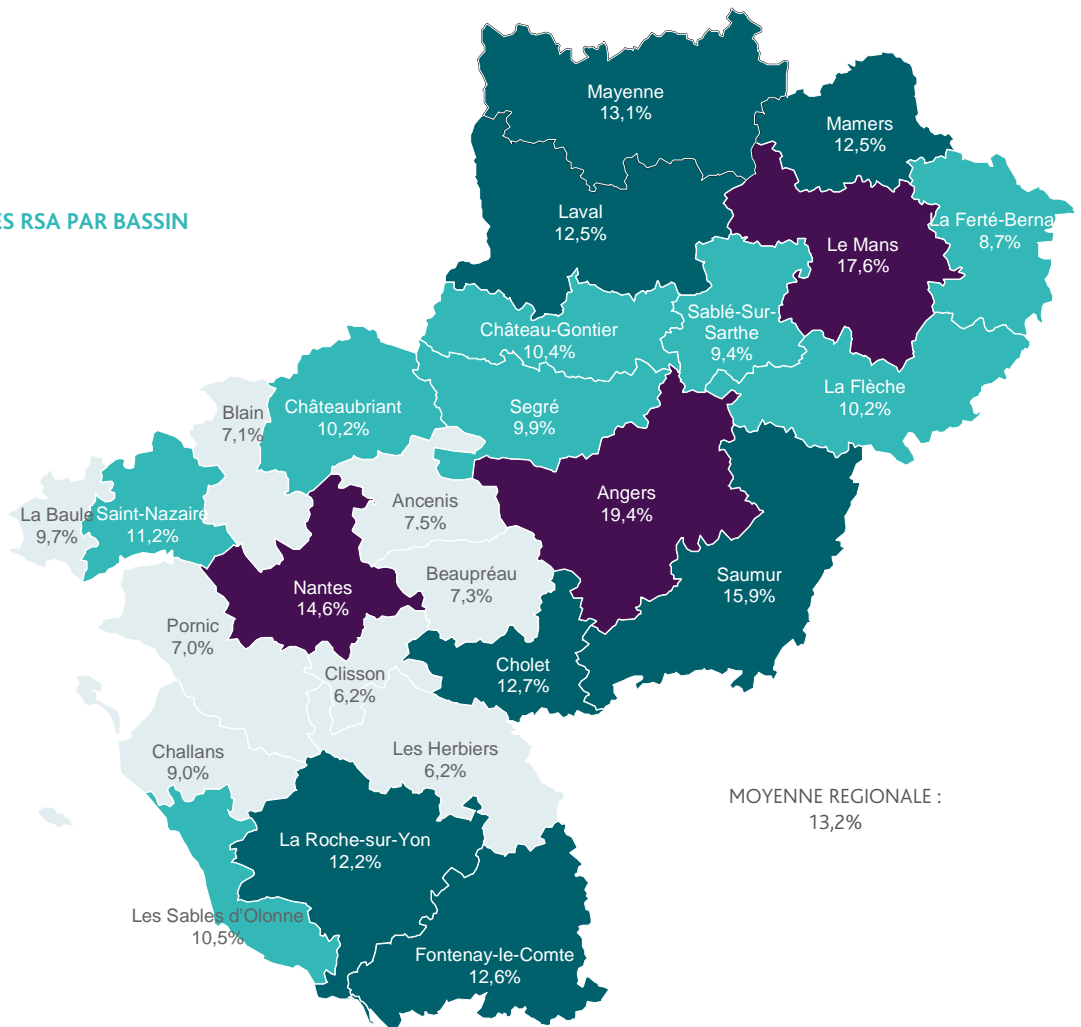 Mayenne
13,1%
Mamers
12,5%
ES RSA PAR BASSIN
Laval
12,5%
La Ferté-Berna
8,7%
Le Mans
17,6%
Château-Gontier
10,4%
Sablé-Sur-
Sarthe
9,4%
La Flèche
10,2%
Blain
7,1%
Châteaubriant
10,2%
Segré
9,9%
Ancenis
7.5%
Angers
19,4%
La Baule
9,7%
Saint-Nazaire
11,2%
Beaupréau
7,3%
Saumur
15,9%
Nantes
14,6%
Pornic
7,0%
Clisson
6,2%
Cholet
12,7%
Challans
9,0%
Les Herbiers
6,2%
MOYENNE REGIONALE :
13,2%
La Roche-sur-Yon
12,2%
Les Sables d'Olonne
10,5%
Fontenay-le-Comte
12,6%